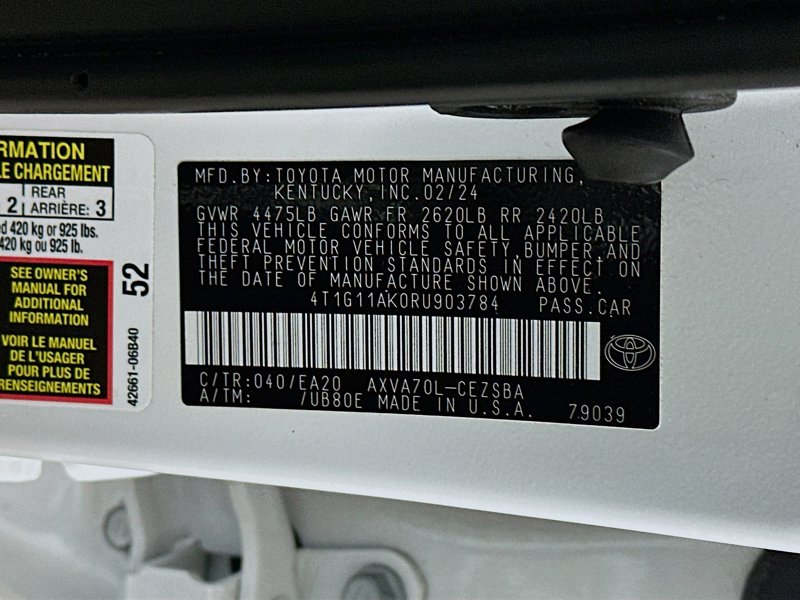 RMATION
LE CHARGEMENT
2 | REAR
ARRIÈRE: 3
d 420 kg or 925 lbs.
420 kg ou 925 lb.
SEE OWNER'S
MANUAL FOR
ADDITIONAL
INFORMATION
VOIR LE MANUEL
DE L'USAGER
POUR PLUS DE
RENSEIGNEMENTS
52
42661-06B40
MFD.BY:TOYOTA MOTOR MANUFACTURING,
KENTUCKY,INC.02/24
GVWR 4475LB GAWR FR 2620LB RR 2420LB
THIS VEHICLE CONFORMS TO ALL APPLICABLE
FEDERAL MOTOR VEHICLE SAFETY,BUMPER,AND
THEFT PREVENTION STANDARDS IN EFFECT ON
THE DATE OF MANUFACTURE SHOWN ABOVE.
4T1G11AK0RU903784 PASS.CAR
C/TR:040/EA20 AXVA70L-CEZSBA
A/TM: /UB80E MADE IN U.S.A. 79039